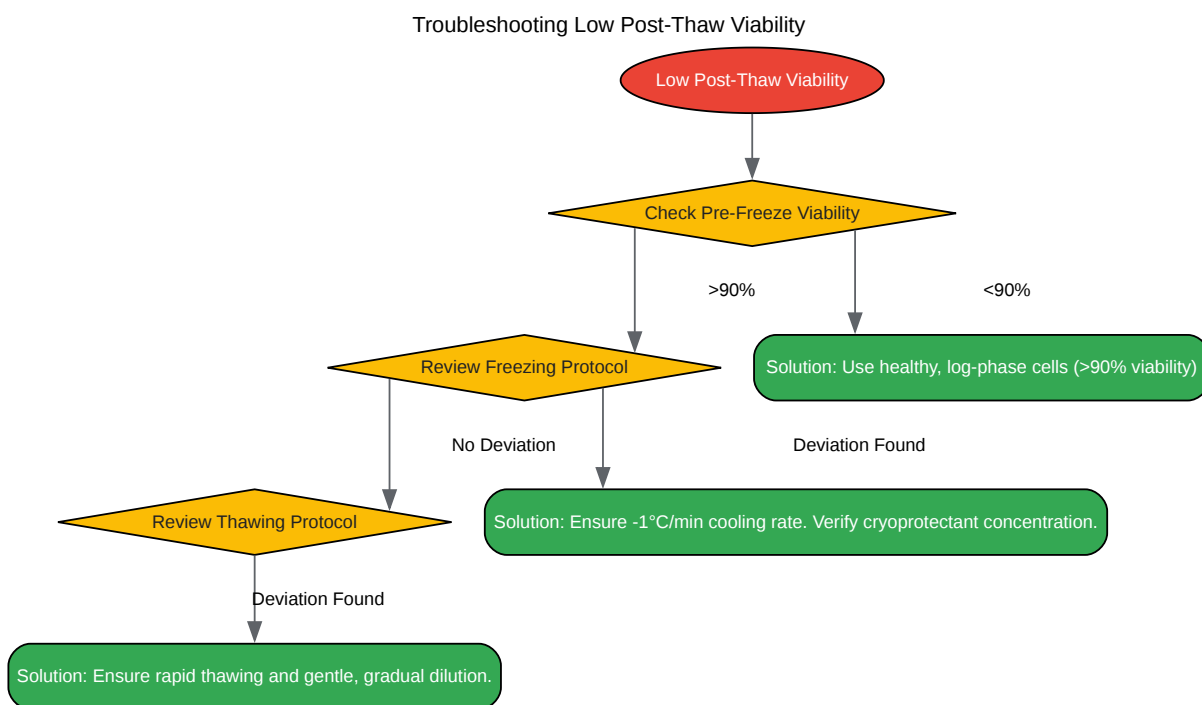 Troubleshooting Low Post-Thaw Viability
Low Post-Thaw Viability
Check Pre-Freeze Viability
>90%
<90%
Review Freezing Protocol
Solution: Use healthy, log-phase cells (>90% viability)
No Deviation
Deviation Found
Review Thawing Protocol
Solution: Ensure -1°C/min cooling rate. Verify cryoprotectant concentration.
Deviation Found
Solution: Ensure rapid thawing and gentle, gradual dilution.